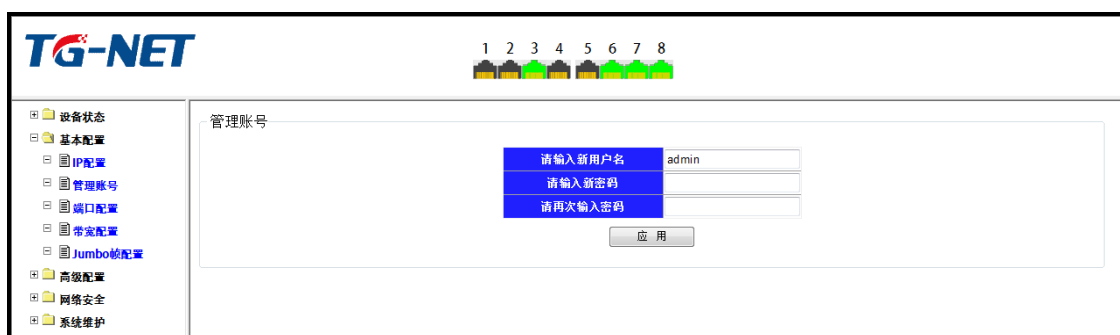 TG-NET
1 2 3 4 5 6 7 8
设备状态
基本配置
IP配置
管理账号
端口配置
带宽配置
Jumbo帧配置
高级配置
网络安全
系统维护
管理账号
请输入新用户名 admin
请输入新密码
请再次输入密码
应 用